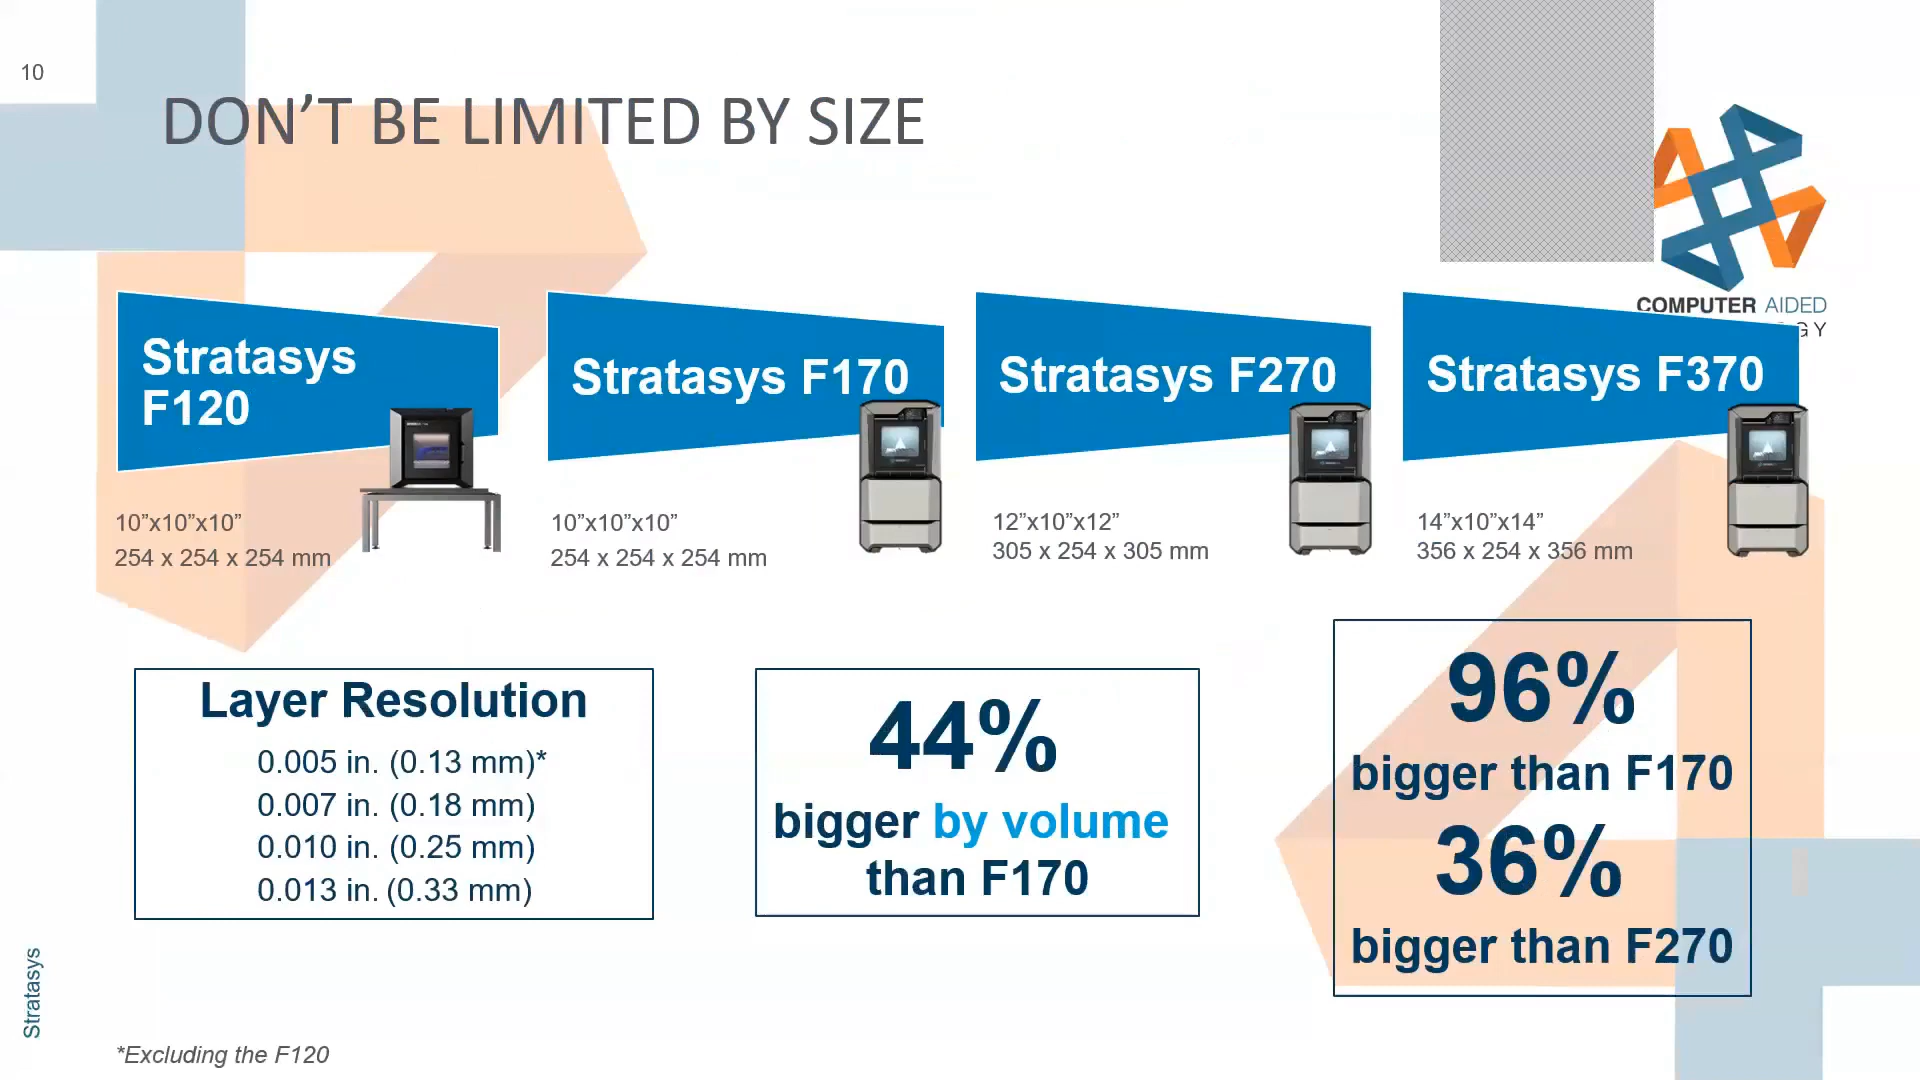 10
DON’T BE LIMITED BY SIZE
COMPUTER AIDED
GY
Stratasys
F120
Stratasys F170
Stratasys F270
Stratasys F370
10”x10”x10”
254 x 254 x 254 mm
10”x10”x10”
254 x 254 x 254 mm
12”x10”x12”
305 x 254 x 305 mm
14”x10”x14”
356 x 254 x 356 mm
Layer Resolution
0.005 in. (0.13 mm)*
0.007 in. (0.18 mm)
0.010 in. (0.25 mm)
0.013 in. (0.33 mm)
44%
bigger by volume
than F170
96%
bigger than F170
36%
bigger than F270
Stratasys
*Excluding the F120